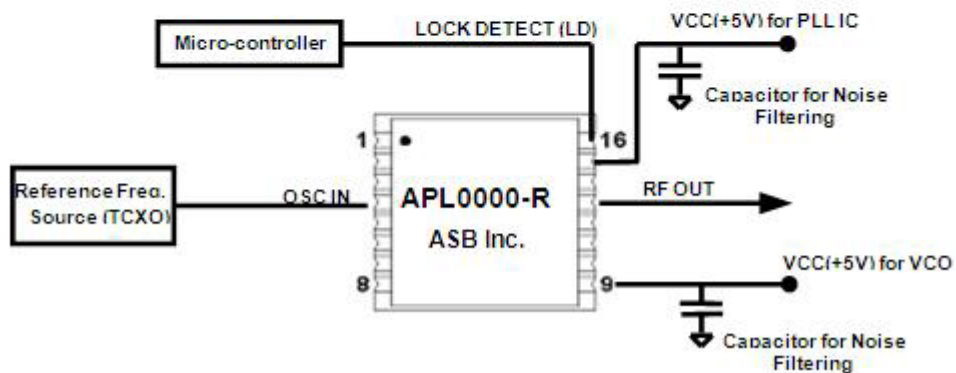 VCC(+5V) for PLL IC
Micro-controller
LOCK DETECT (LD)
Capacitor for Noise
Filtering
1
16
Reference Freq.
Source (TCXO)
OSC IN
APL0000-R
ASB Inc.
RF OUT
8
9
VCC(+5V) for VCO
Capacitor for Noise
Filtering